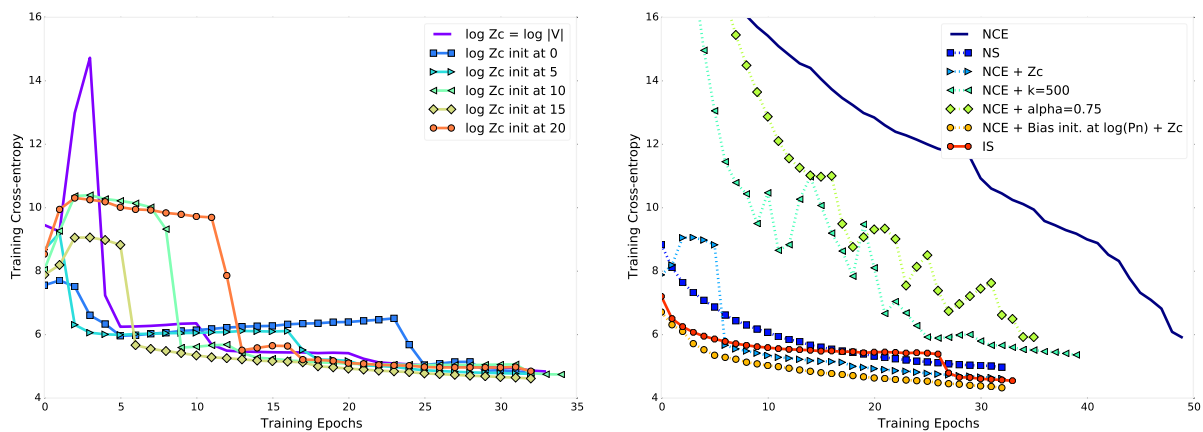 16
14
12
10
8
6
4
Training Cross-entropy
0
5
10
15
20
25
30
35
Training Epochs
log Zc = log |V|
log Zc init at 0
log Zc init at 5
log Zc init at 10
log Zc init at 15
log Zc init at 20
16
14
12
10
8
6
4
Training Cross-entropy
0
10
20
30
40
50
Training Epochs
NCE
NS
NCE + Zc
NCE + k=500
NCE + alpha=0.75
NCE + Bias init. at log(Pn) + Zc
IS